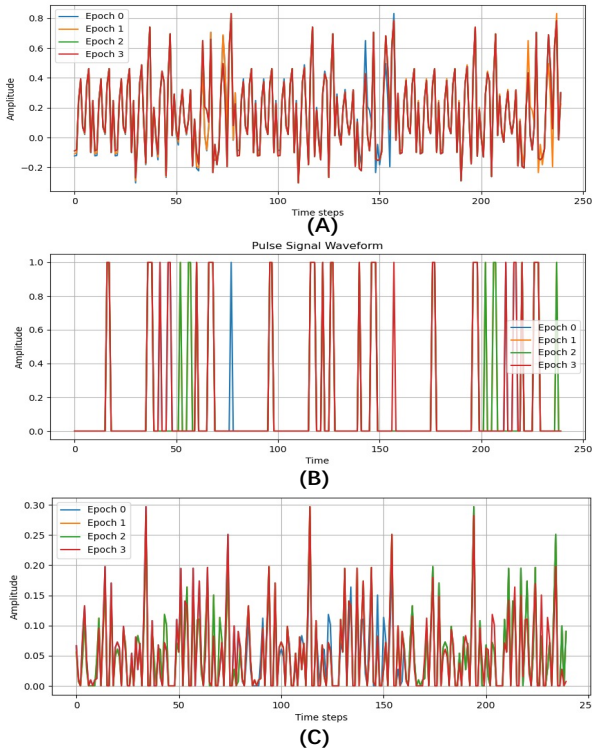 0.8
0.6
0.4
0.2
0.0
−0.2
Amplitude
Epoch 0
Epoch 1
Epoch 2
Epoch 3
0 50 100 150 200 250
Time steps
(A)
Pulse Signal Waveform
1.0
0.8
0.6
0.4
0.2
0.0
Amplitude
Epoch 0
Epoch 1
Epoch 2
Epoch 3
0 50 100 150 200 250
Time
(B)
0.30
0.25
0.20
0.15
0.10
0.05
0.00
Amplitude
Epoch 0
Epoch 1
Epoch 2
Epoch 3
0 50 100 150 200 25
Time steps
(C)